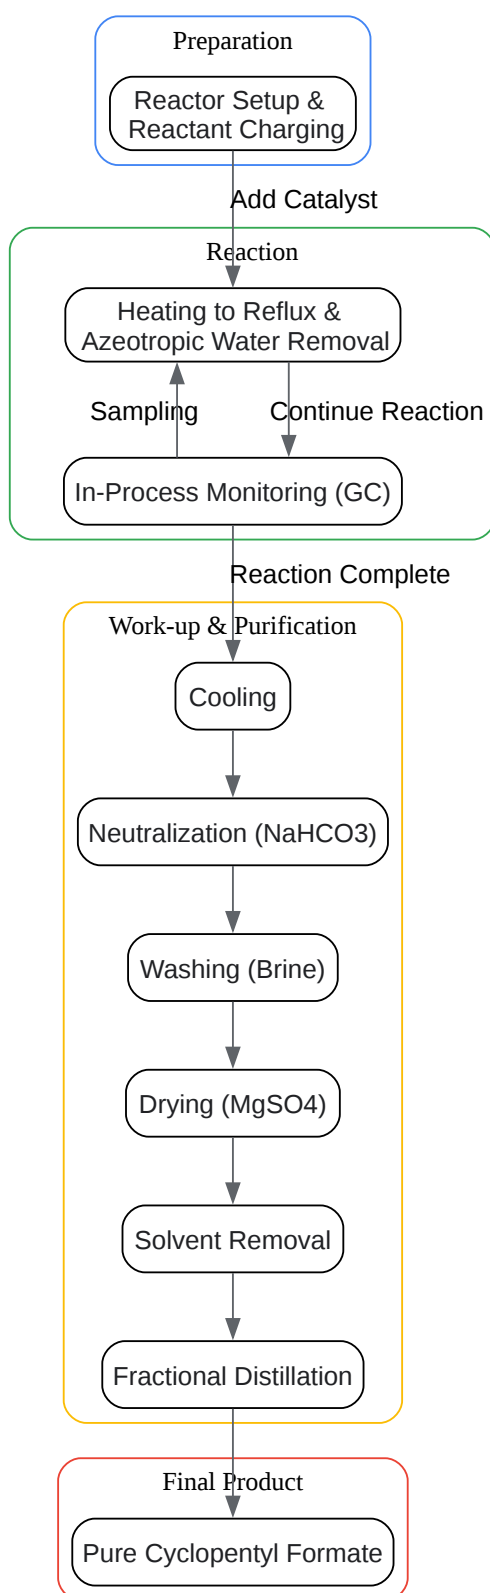 Preparation
Reactor Setup &
Reactant Charging
Add Catalyst
Reaction
Heating to Reflux &
Azeotropic Water Removal
Sampling
Continue Reaction
In-Process Monitoring (GC)
Reaction Complete
Work-up & Purification
Cooling
Neutralization (NaHCO3)
Washing (Brine)
Drying (MgSO4)
Solvent Removal
Fractional Distillation
Final Product
Pure Cyclopentyl Formate